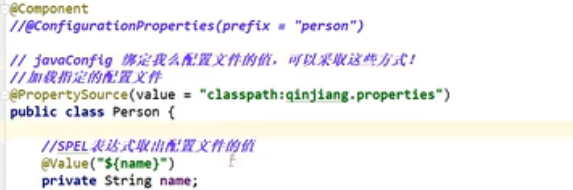 @Component
//@ConfigurationProperties(prefix = "person")
// javaConfig 绑定我么配置文件的值，可以采取这些方式！
//加载指定的配置文件
@PropertySource(value = "classpath:qinjiang.properties")
public class Person {
//SPEL表达式取出配置文件的值
@Value("${name}")
private String name;